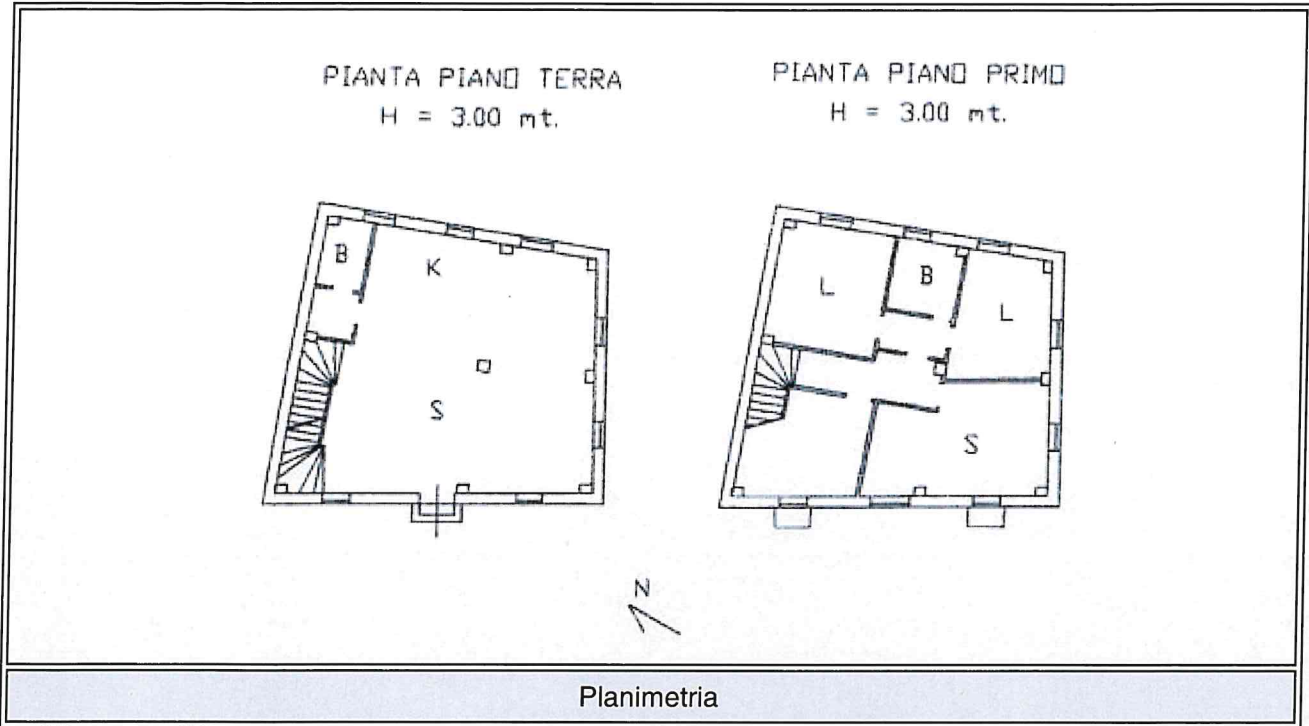 PIANTA PIANO TERRA
H = 3.00 mt.
PIANTA PIANO PRIMO
H = 3.00 mt.
B
K
S
L
B
L
S
N
Planimetria